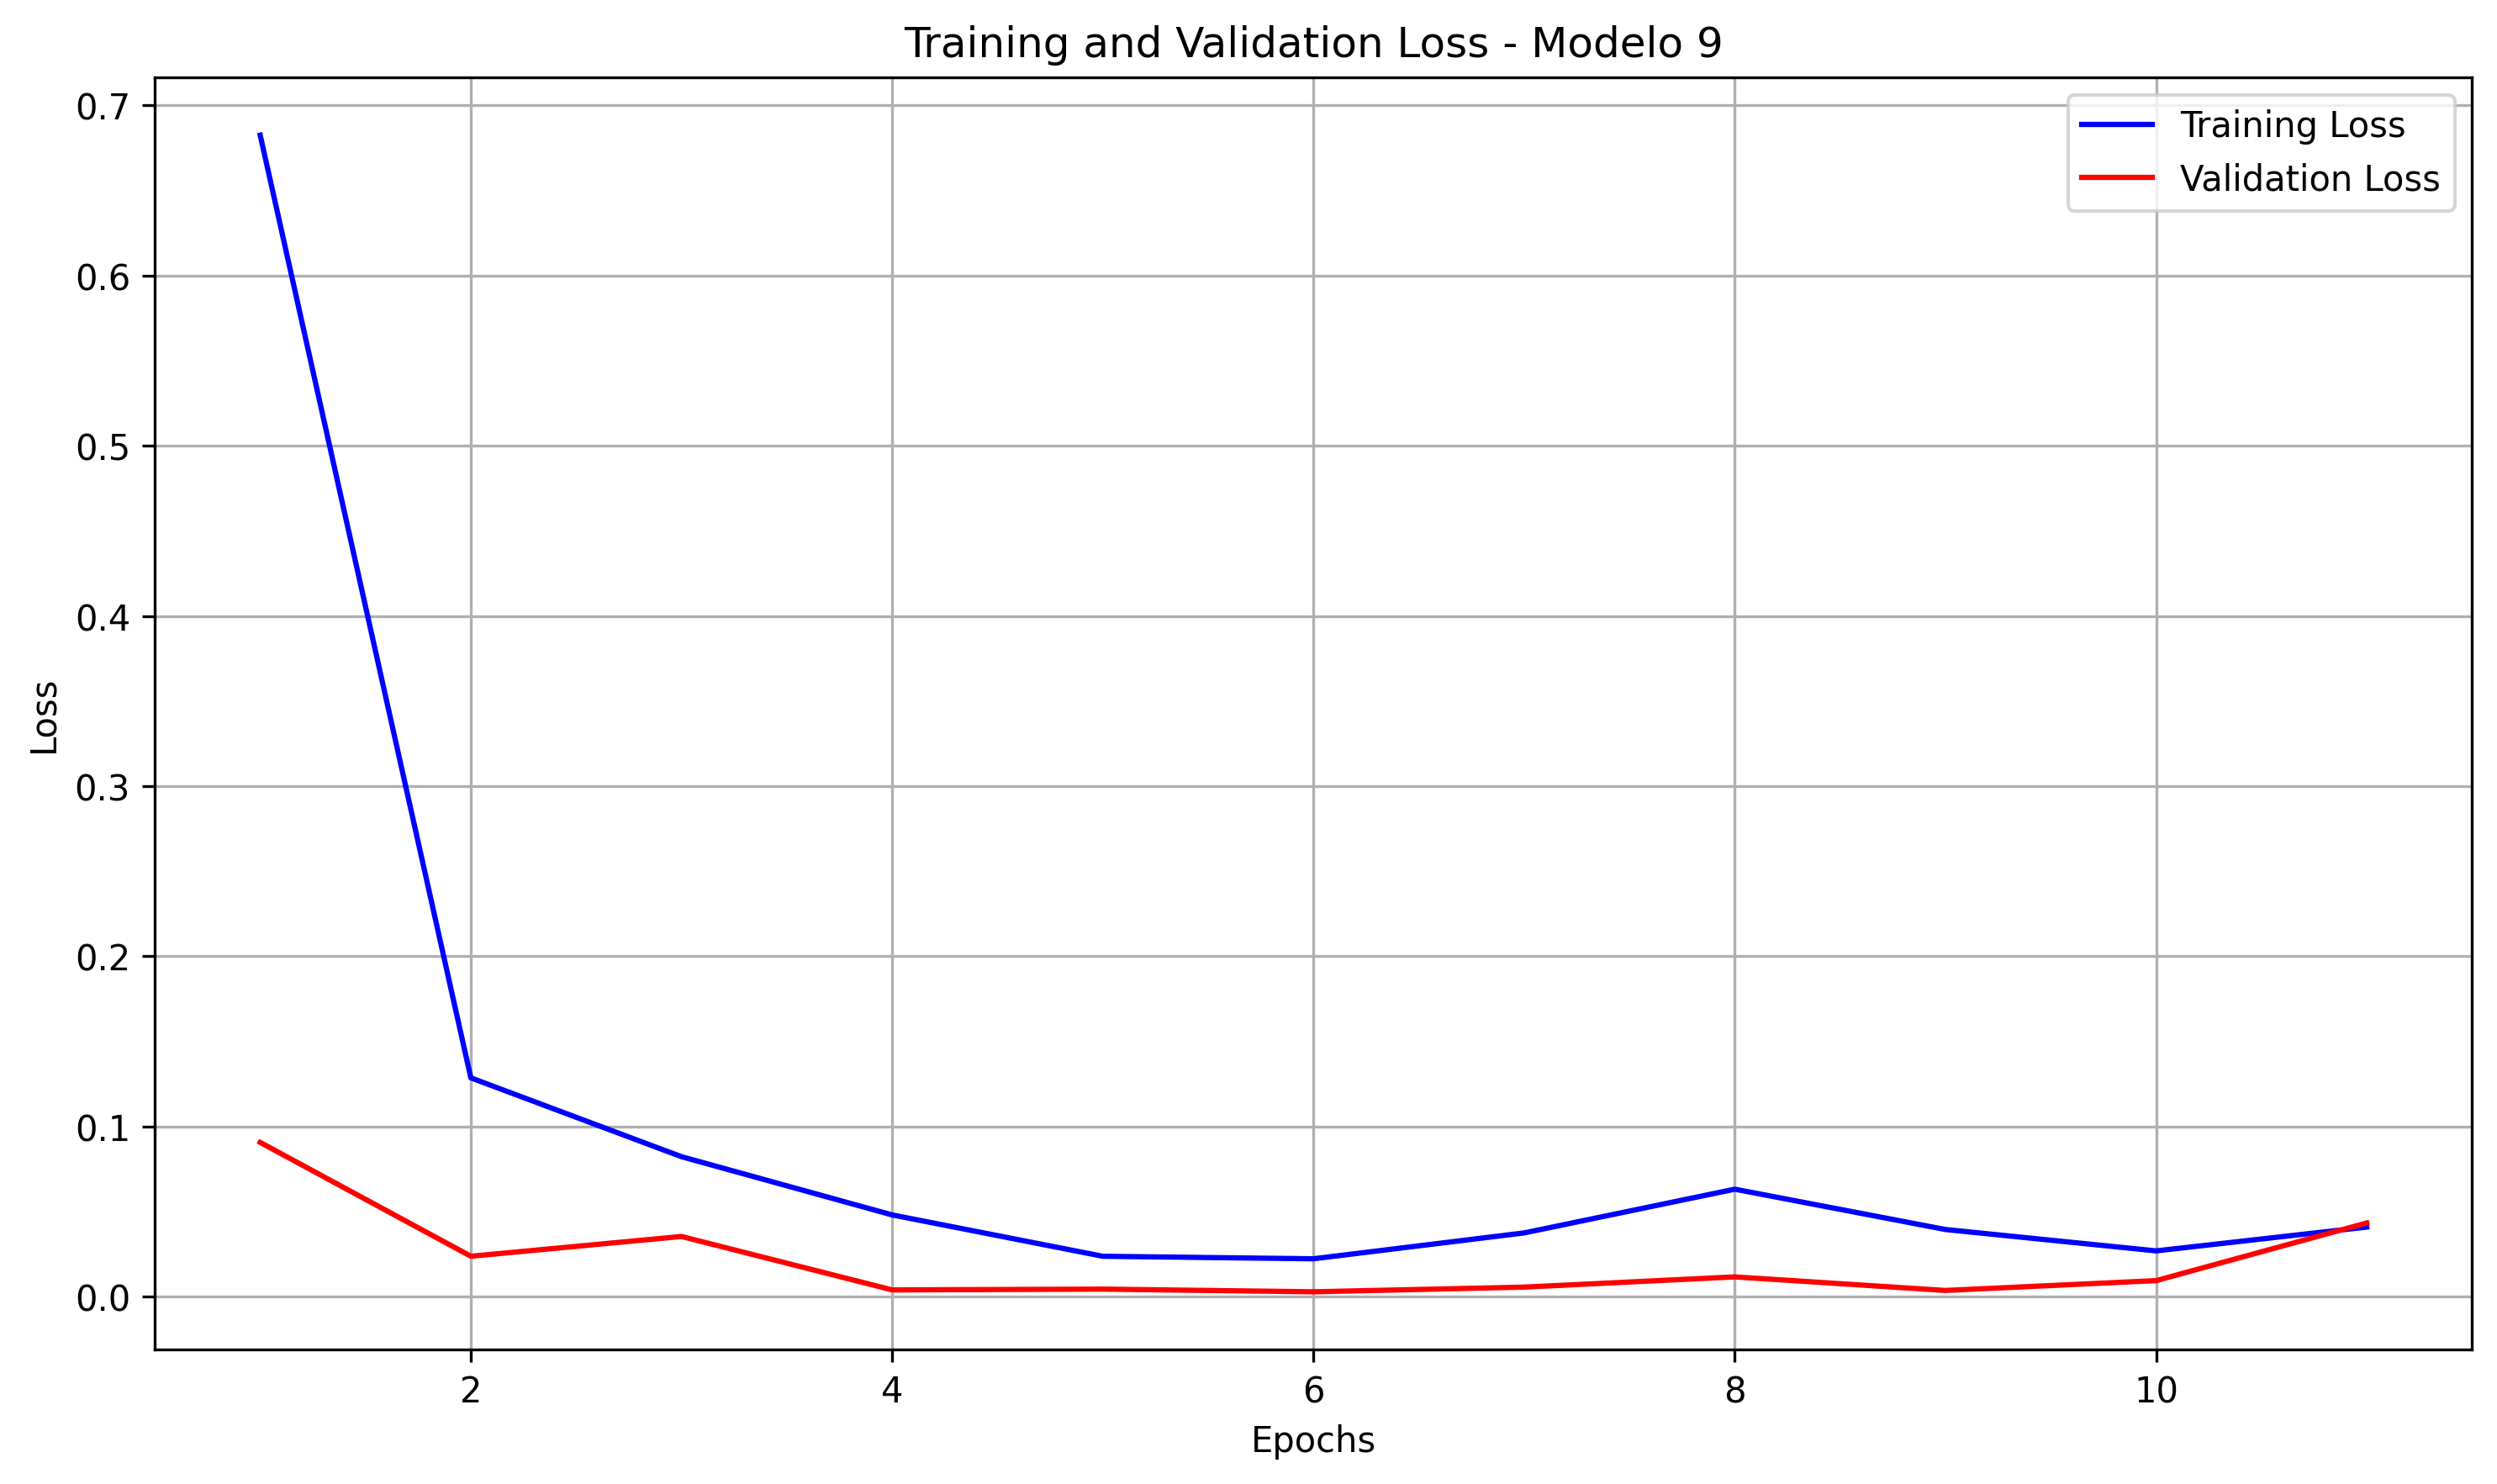 Training and Validation Loss - Modelo 9
Training Loss
Validation Loss
Loss
0.7
0.6
0.5
0.4
0.3
0.2
0.1
0.0
2 4 6 8 10
Epochs